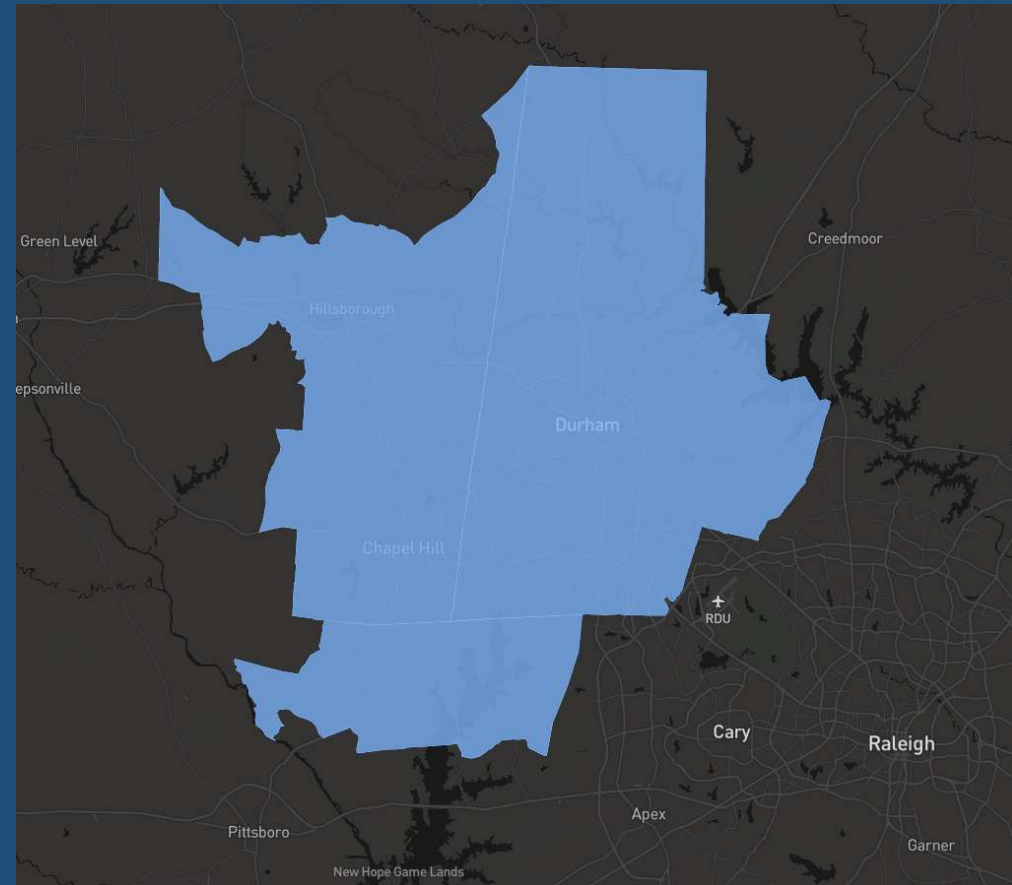 Green Level
Creedmoor
Hillsborough
epsonville
Durham
Chapel Hill
RDU
Cary
Raleigh
Apex
Pittsboro
Garner
New Hope Game Lands